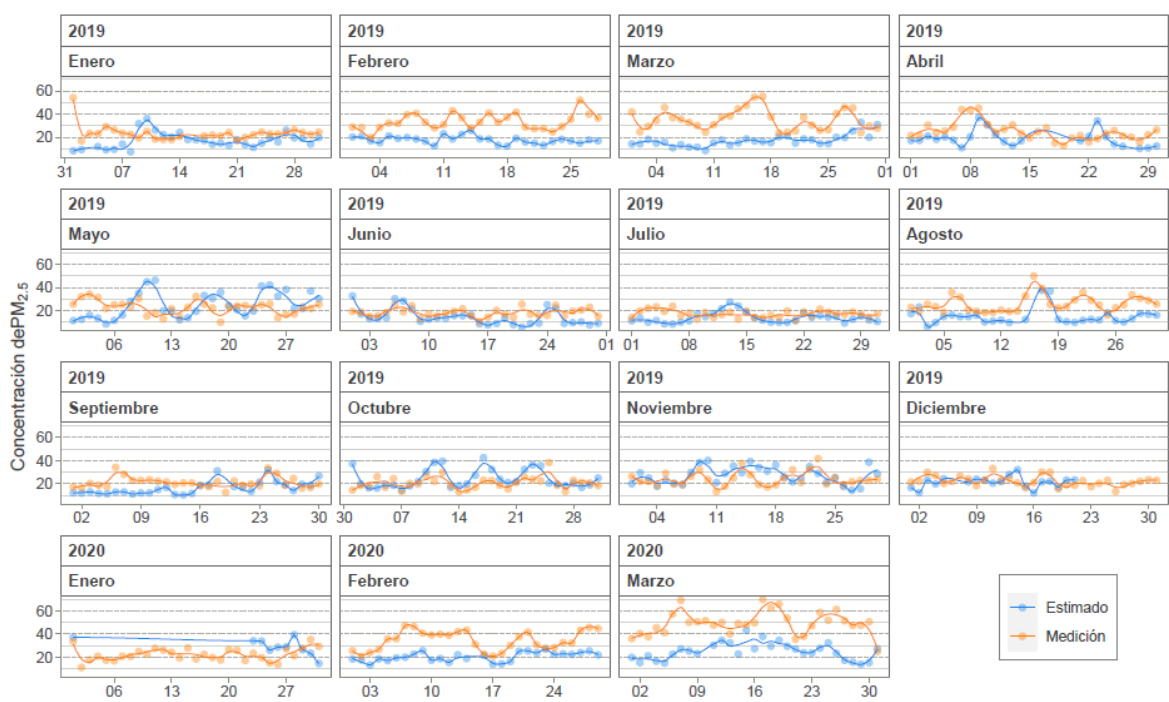 2019 2019 2019 2019
Enero Febrero Marzo Abril
60
40
20
31 07 14 21 28 04 11 18 25 04 11 18 25 01 01 08 15 22 29
2019 2019 2019 2019
Mayo Junio Julio Agosto
60
40
20
06 13 20 27 03 10 17 24 01 01 08 15 22 29 05 12 19 26
Concentración dePM2.5
2019 2019 2019 2019
Septiembre Octubre Noviembre Diciembre
60
40
20
02 09 16 23 30 30 07 14 21 28 04 11 18 25 02 09 16 23 30
2020 2020 2020
Enero Febrero Marzo
60
40
20
06 13 20 27 03 10 17 24 02 09 16 23 30
Estimado
Medición